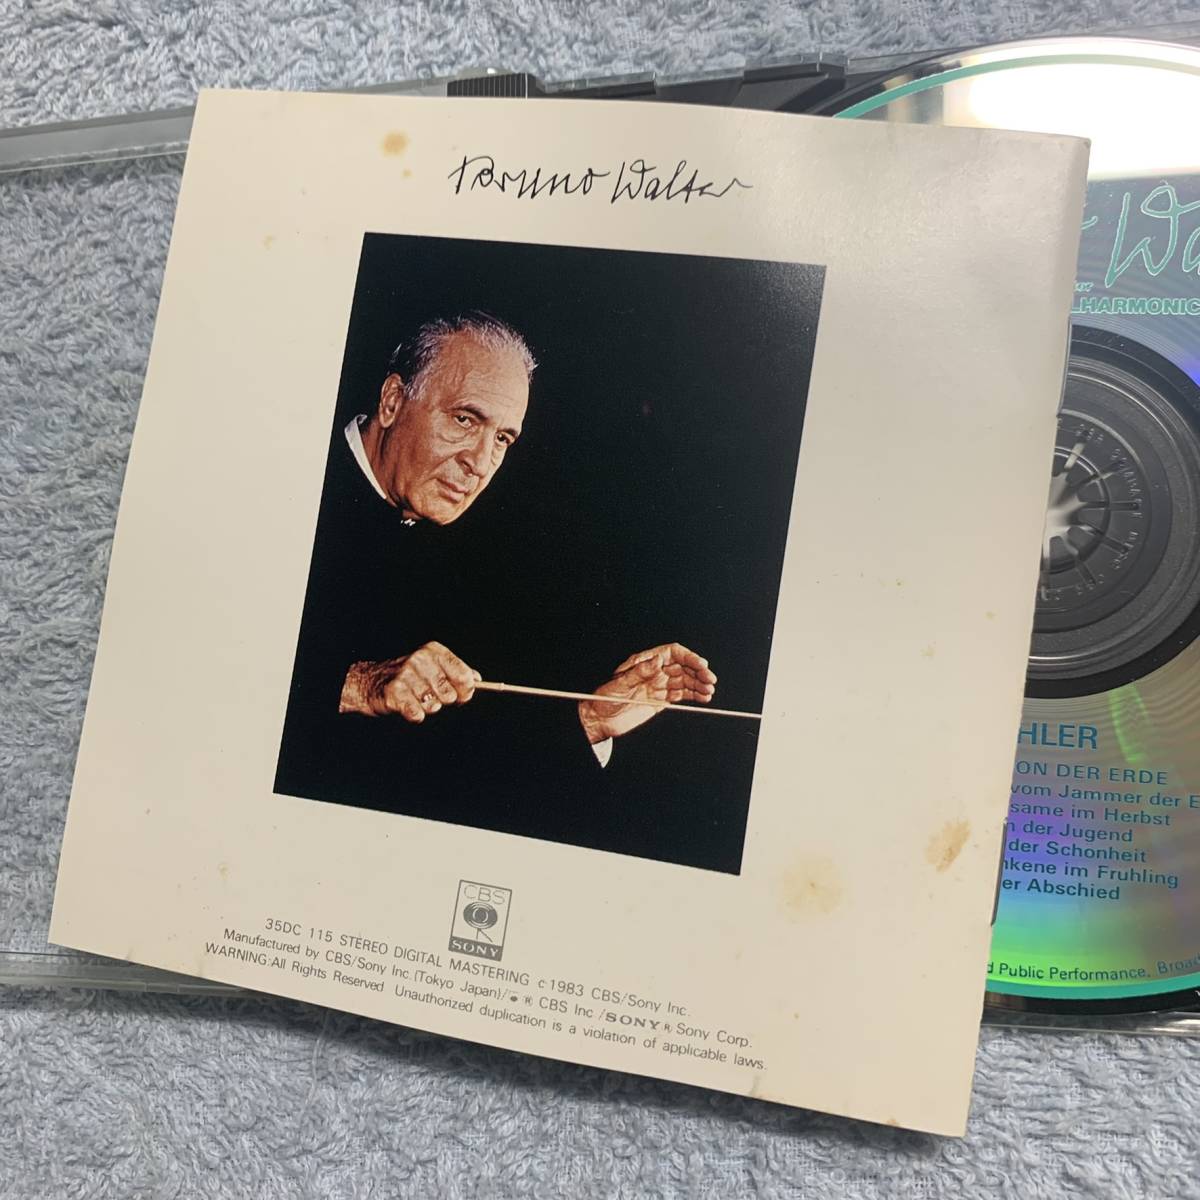 Bruno Walter
CBS
SONY
35DC 115 STEREO DIGITAL MASTERING c 1983 CBS/Sony Inc.
Manufactured by CBS/Sony Inc. (Tokyo Japan)/ ® CBS Inc./SONY ® Sony Corp.
WARNING:All Rights Reserved Unauthorized duplication is a violation of applicable laws.
Wa
LHARMONIC
HLER
ON DER ERDE
vom Jammer der E
same im Herbst
n der Jugend
der Schonheit
nkene im Fruhling
er Abschied
d Public Performance. Broad